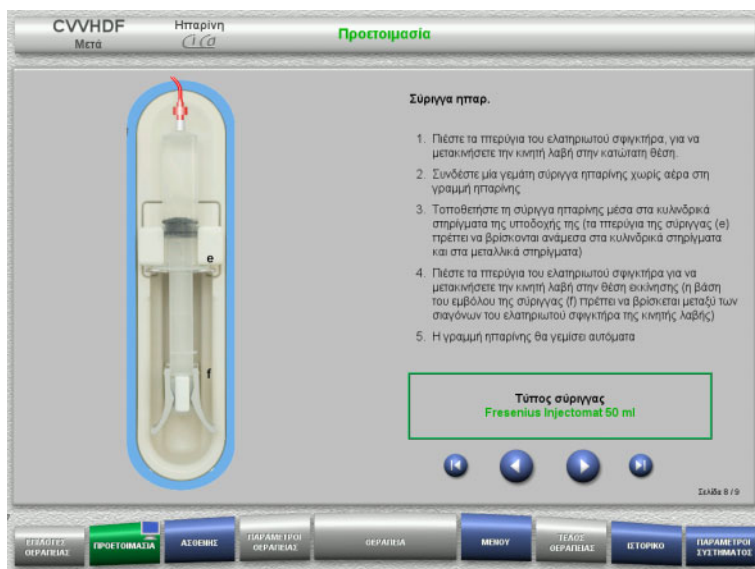 CVVHDF
Μετά
Ηπαρίνη
Ci Ca
Προετοιμασία
Σύριγγα ηπαρ.
1. Πιέστε τα πτερύγια του ελατηριωτού σφιγκτήρα, για να
μετακινήσετε την κινητή λαβή στην κατώτατη θέση.
2. Συνδέστε μία γεμάτη σύριγγα ηπαρίνης χωρίς αέρα στη
γραμμή ηπαρίνης
3. Τοποθετήστε τη σύριγγα ηπαρίνης μέσα στα κυλινδρικά
στηρίγματα της υποδοχής της (τα πτερύγια της σύριγγας (e)
πρέπει να βρίσκονται ανάμεσα στα κυλινδρικά στηρίγματα
και στα μεταλλικά στηρίγματα)
4. Πιέστε τα πτερύγια του ελατηριωτού σφιγκτήρα για να
μετακινήσετε την κινητή λαβή στην θέση εκκίνησης (η βάση
του εμβόλου της σύριγγας (f) πρέπει να βρίσκεται μεταξύ των
σιαγόνων του ελατηριωτού σφιγκτήρα της κινητής λαβής)
5. Η γραμμή ηπαρίνης θα γεμίσει αυτόματα
e
f
Τύπος σύριγγας
Fresenius Injectomat 50 ml
Σελίδα 8 / 9
ΕΠΙΛΟΓΕΣ
ΘΕΡΑΠΕΙΑΣ
ΠΡΟΕΤΟΙΜΑΣΙΑ
ΑΣΘΕΝΗΣ
ΠΑΡΑΜΕΤΡΟΙ
ΘΕΡΑΠΕΙΑΣ
ΘΕΡΑΠΕΙΑ
ΜΕΝΟΥ
ΤΕΛΟΣ
ΘΕΡΑΠΕΙΑΣ
ΙΣΤΟΡΙΚΟ
ΠΑΡΑΜΕΤΡΟΙ
ΣΥΣΤΗΜΑΤΟΣ